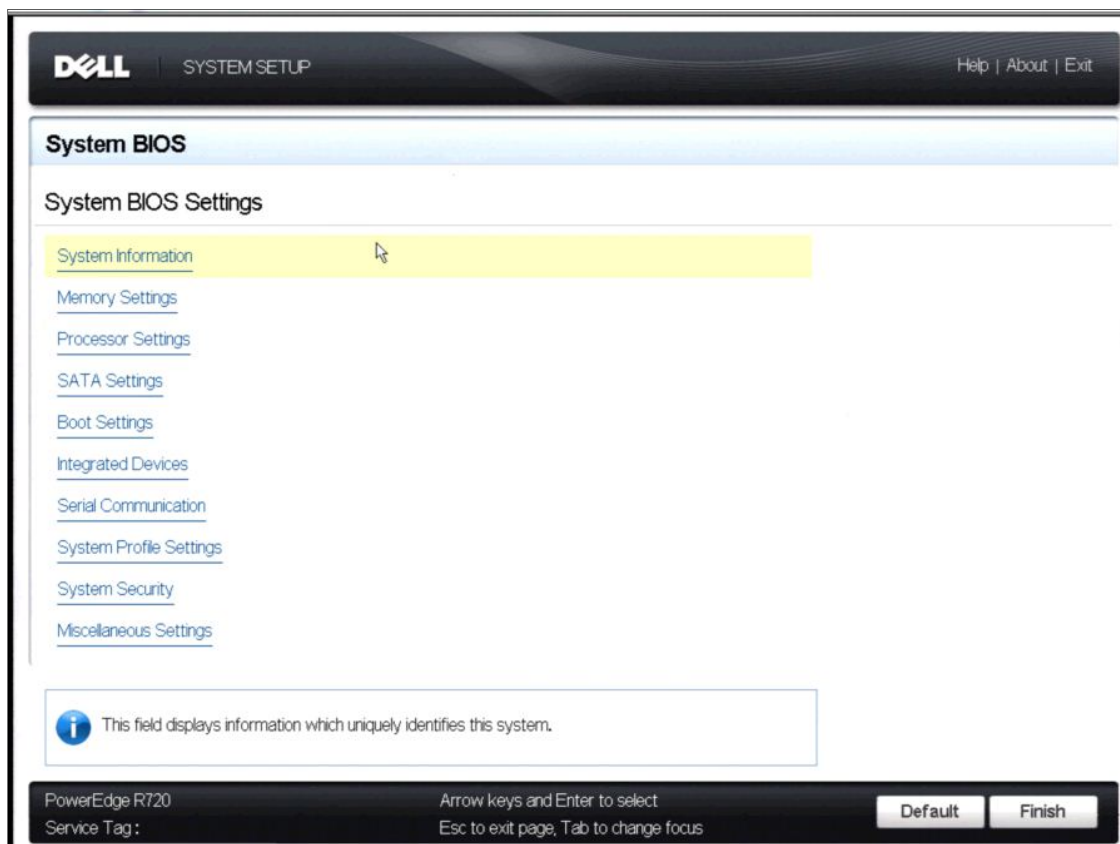 DELL SYSTEM SETUP Help | About | Exit
System BIOS
System BIOS Settings
System Information
Memory Settings
Processor Settings
SATA Settings
Boot Settings
Integrated Devices
Serial Communication
System Profile Settings
System Security
Miscellaneous Settings
This field displays information which uniquely identifies this system.
PowerEdge R720 Arrow keys and Enter to select
Service Tag: Esc to exit page, Tab to change focus
Default Finish